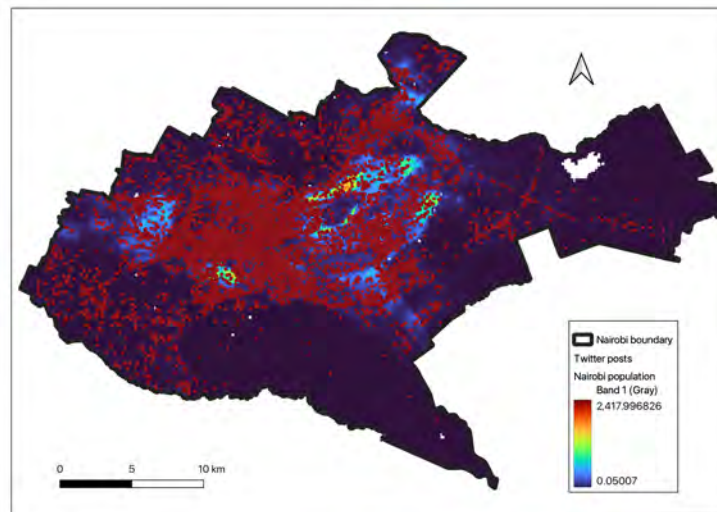 Nairobi boundary
Twitter posts
Nairobi population
Band 1 (Gray)
2,417.996826
0.05007
0 5 10 km